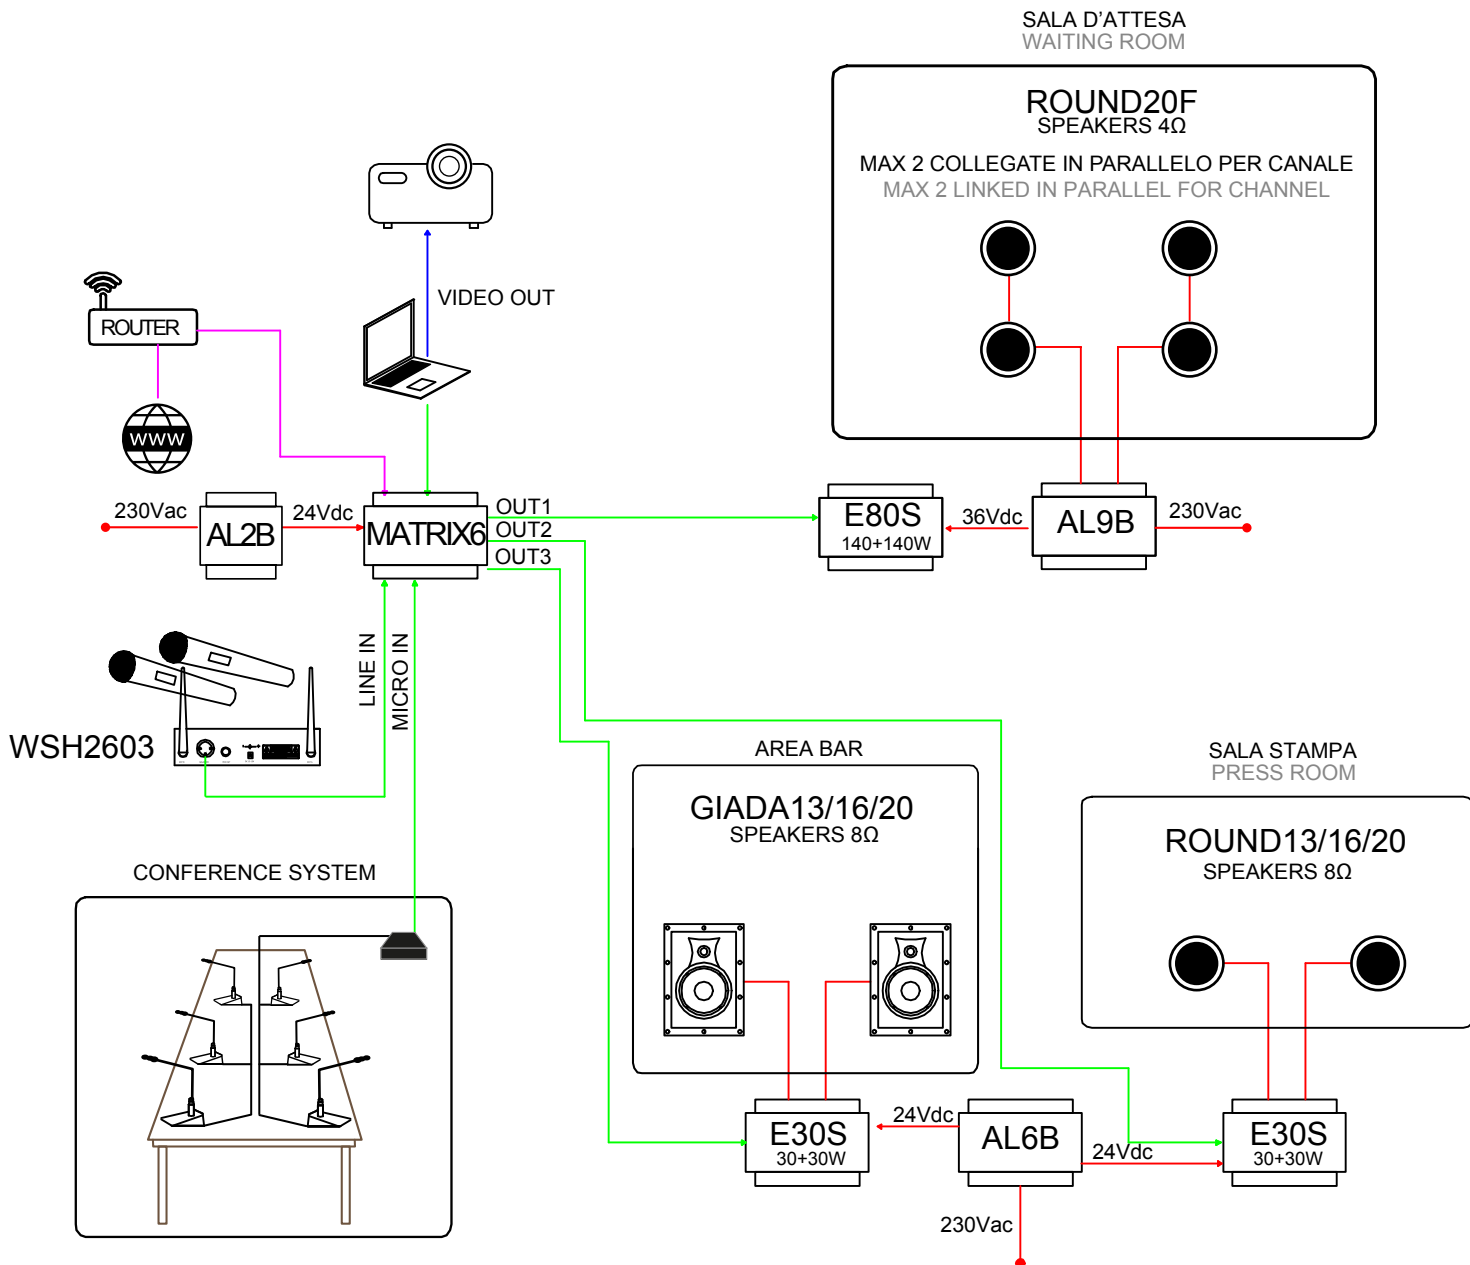 SALA D'ATTESA
WAITING ROOM
ROUND20F
SPEAKERS 4Ω
MAX 2 COLLEGATE IN PARALLELO PER CANALE
MAX 2 LINKED IN PARALLEL FOR CHANNEL
VIDEO OUT
ROUTER
WWW
230Vac
AL2B
24Vdc
MATRIX6
OUT1
OUT2
OUT3
E80S
140+140W
36Vdc
AL9B
230Vac
LINE IN
MICRO IN
WSH2603
AREA BAR
GIADA13/16/20
SPEAKERS 8Ω
SALA STAMPA
PRESS ROOM
ROUND13/16/20
SPEAKERS 8Ω
CONFERENCE SYSTEM
E30S
30+30W
24Vdc
AL6B
24Vdc
E30S
30+30W
230Vac